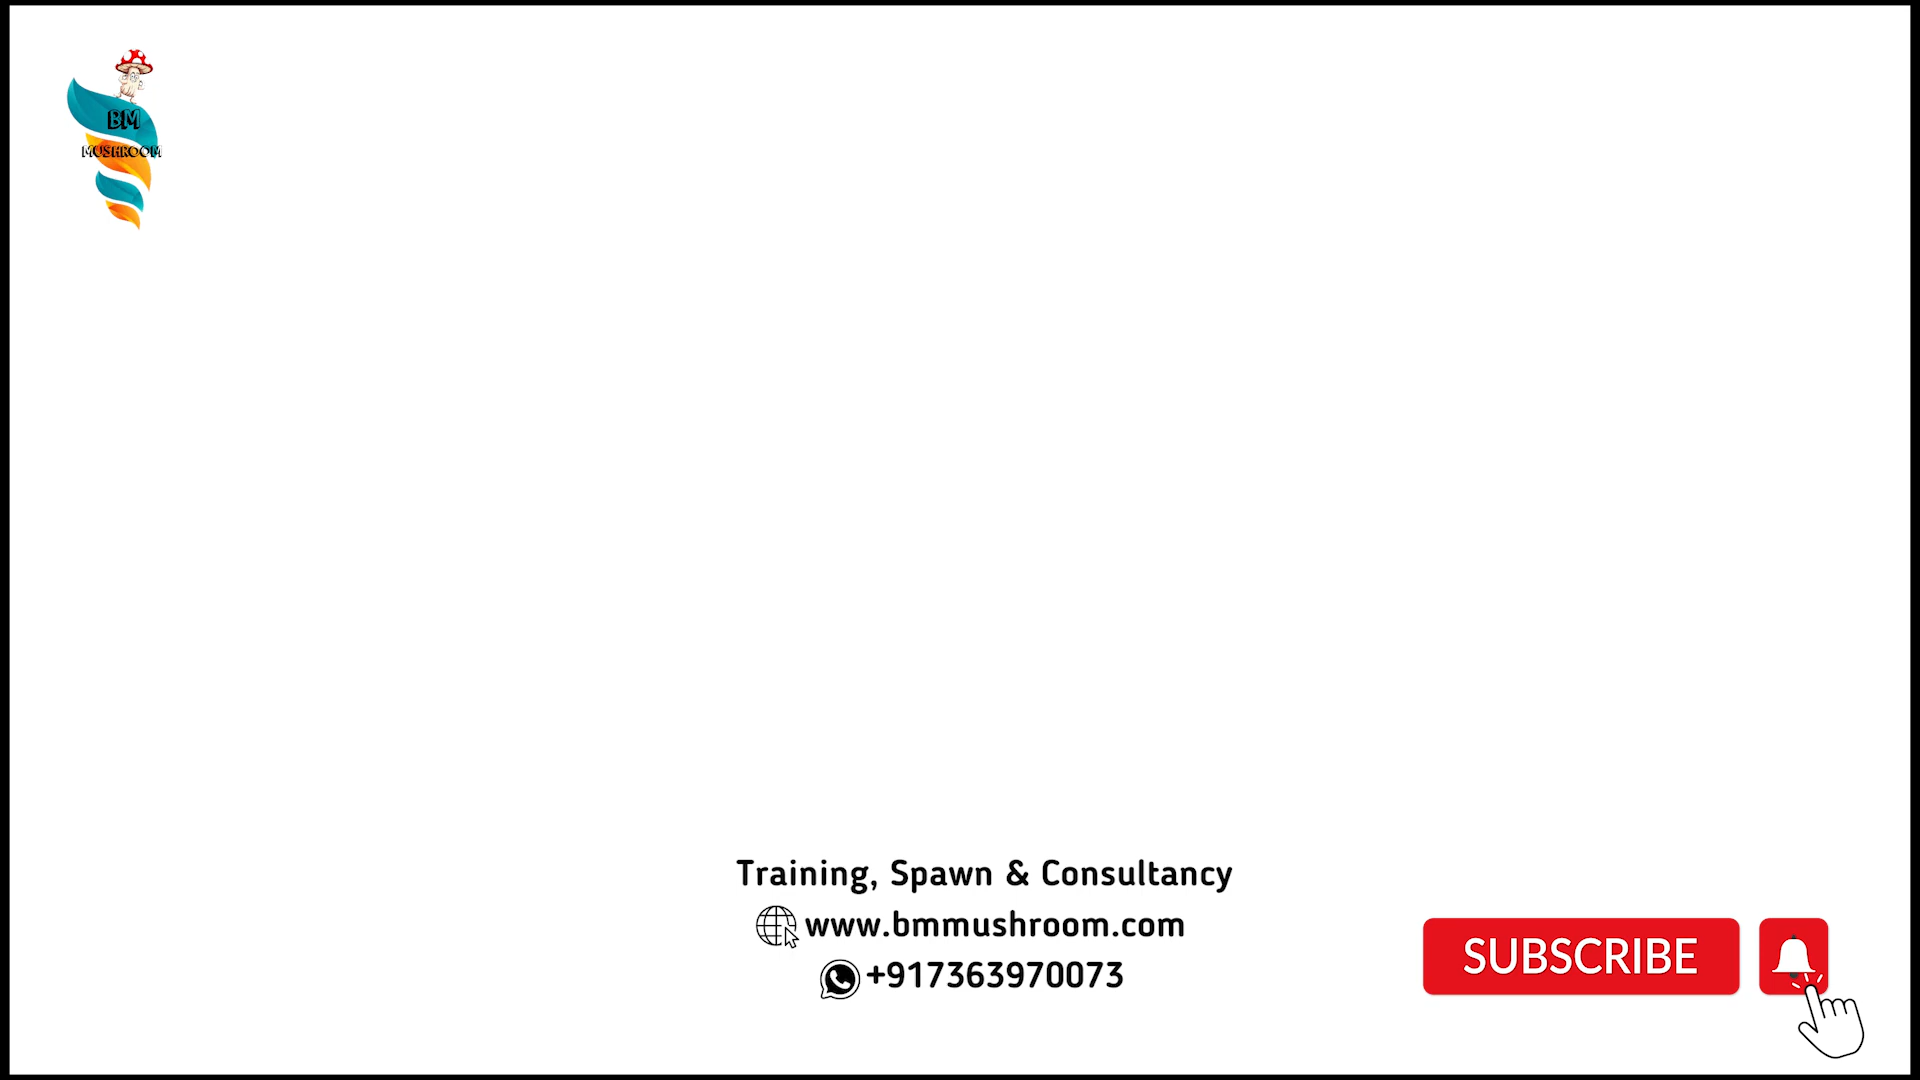 BM
MUSHROOM
Training, Spawn & Consultancy
www.bmmushroom.com
+917363970073
SUBSCRIBE